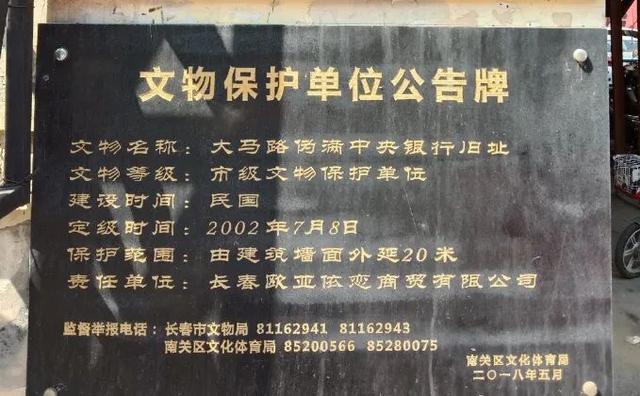 文物保护单位公告牌
文物名称：大马路伪满中央银行旧址
文物等级：市级文物保护单位
建设时间：民国
定级时间：2002年7月8日
保护范围：由建筑墙面外延20米
责任单位：长春欧亚依恋商贸有限公司
监督举报电话：长春市文物局 81162941 81162943
南关区文化体育局 85200566 85280075
南关区文化体育局
二〇一八年五月